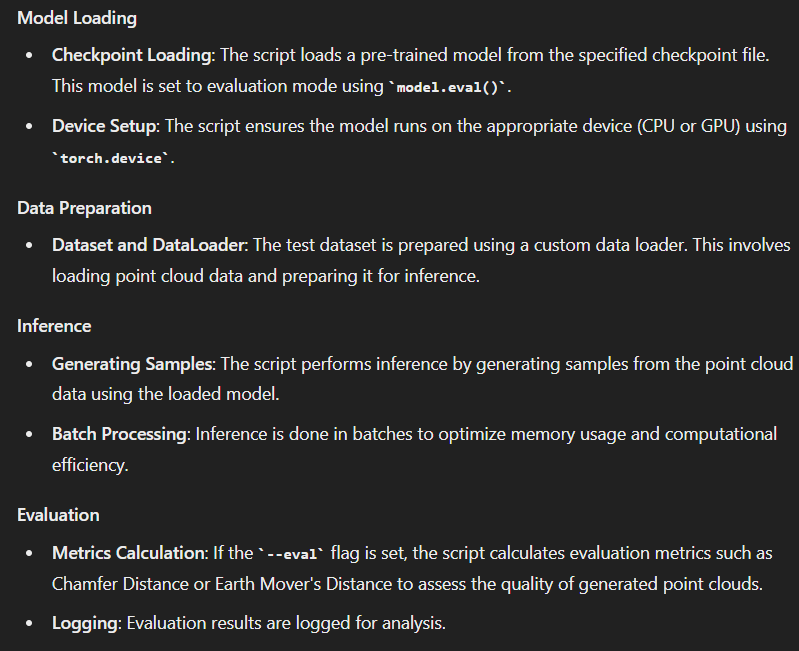 Model Loading
• Checkpoint Loading: The script loads a pre-trained model from the specified checkpoint file.
This model is set to evaluation mode using `model.eval()`.
• Device Setup: The script ensures the model runs on the appropriate device (CPU or GPU) using
`torch.device`.
Data Preparation
• Dataset and DataLoader: The test dataset is prepared using a custom data loader. This involves
loading point cloud data and preparing it for inference.
Inference
• Generating Samples: The script performs inference by generating samples from the point cloud
data using the loaded model.
• Batch Processing: Inference is done in batches to optimize memory usage and computational
efficiency.
Evaluation
• Metrics Calculation: If the `--eval` flag is set, the script calculates evaluation metrics such as
Chamfer Distance or Earth Mover's Distance to assess the quality of generated point clouds.
• Logging: Evaluation results are logged for analysis.